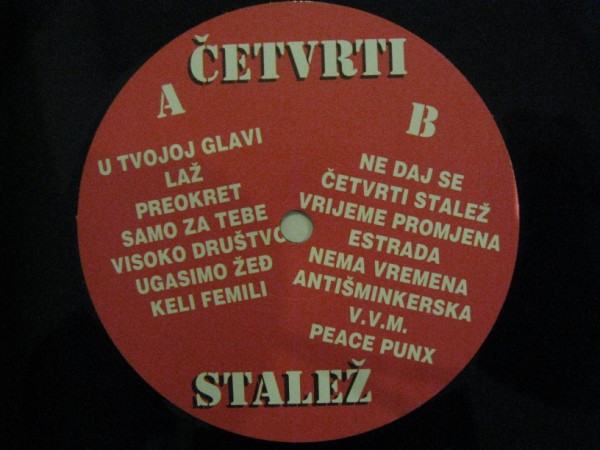 ČETVRTI
A
U TVOJOJ GLAVI
LAŽ
PREOKRET
SAMO ZA TEBE
VISOKO DRUŠTVO
UGASIMO ŽEĐ
KELI FEMILI
B
NE DAJ SE
ČETVRTI STALEŽ
VRIJEME PROMJENA
ESTRADA
NEMA VREMENA
ANTIŠMINKERSKA
V.V.M.
PEACE PUNX
STALEŽ